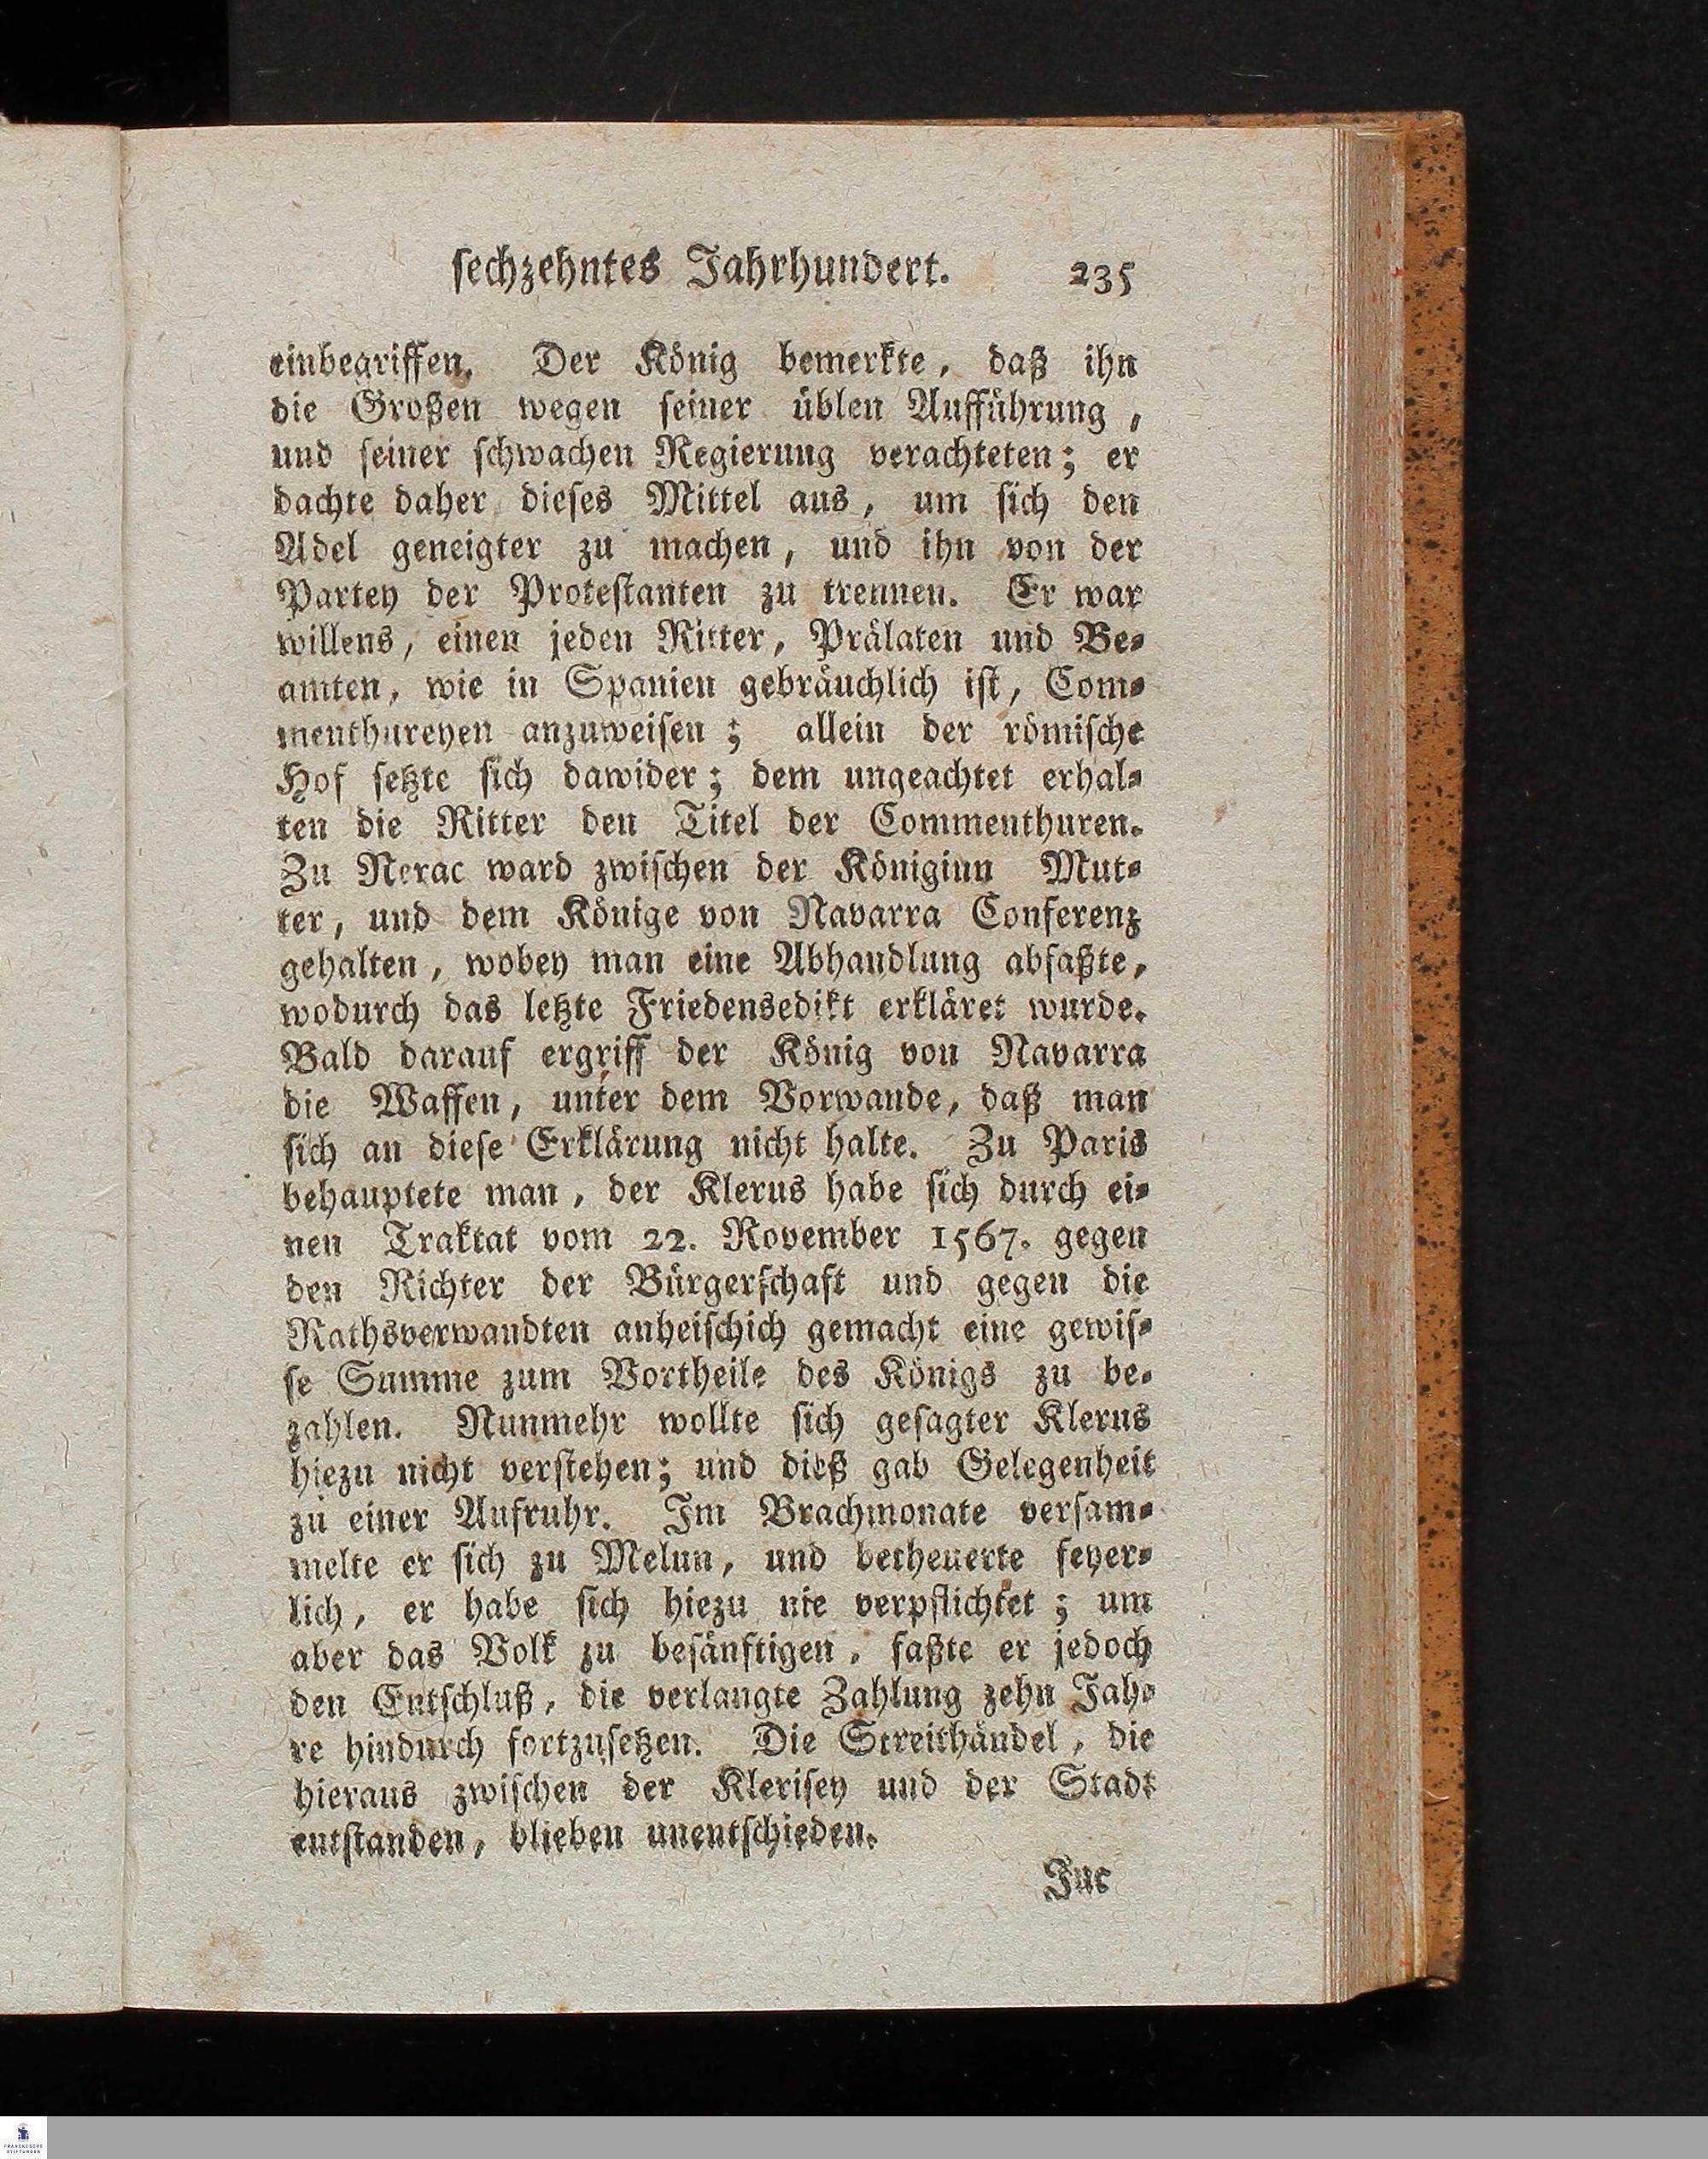 sechzehntes Jahrhundert. 235
einbegriffen. Der König bemerkte, daß ihn
die Großen wegen seiner üblen Aufführung,
und seiner schwachen Regierung verachteten; er
dachte daher dieses Mittel aus, um sich den
Adel geneigter zu machen, und ihn von der
Partey der Protestanten zu trennen. Er war
willens, einen jeden Ritter, Prälaten und Be-
amten, wie in Spanien gebräuchlich ist, Com-
menthureyen anzuweisen; allein der römische
Hof setzte sich dawider; dem ungeachtet erhal-
ten die Ritter den Titel der Commenthuren.
Zu Nerac ward zwischen der Königinn Mut-
ter, und dem Könige von Navarra Conferenz
gehalten, wobey man eine Abhandlung abfaßte,
wodurch das letzte Friedensedikt erkläret wurde.
Bald darauf ergriff der König von Navarra
die Waffen, unter dem Vorwande, daß man
sich an diese Erklärung nicht halte. Zu Paris
behauptete man, der Klerus habe sich durch ei-
nen Traktat vom 22. November 1567. gegen
den Richter der Bürgerschaft und gegen die
Rathsverwandten anheischich gemacht eine gewis-
se Summe zum Vortheile des Königs zu be-
zahlen. Nunmehr wollte sich gesagter Klerus
hiezu nicht verstehen; und dieß gab Gelegenheit
zu einer Aufruhr. Im Brachmonate versam-
melte er sich zu Melun, und betheuerte feyer-
lich, er habe sich hiezu nie verpflichtet; um
aber das Volk zu besänftigen, faßte er jedoch
den Entschluß, die verlangte Zahlung zehn Jah-
re hindurch fortzusetzen. Die Streithändel, die
hieraus zwischen der Klerisey und der Stadt
entstanden, blieben unentschieden.
Juc
FRANCKESCHE
STIFTUNGEN